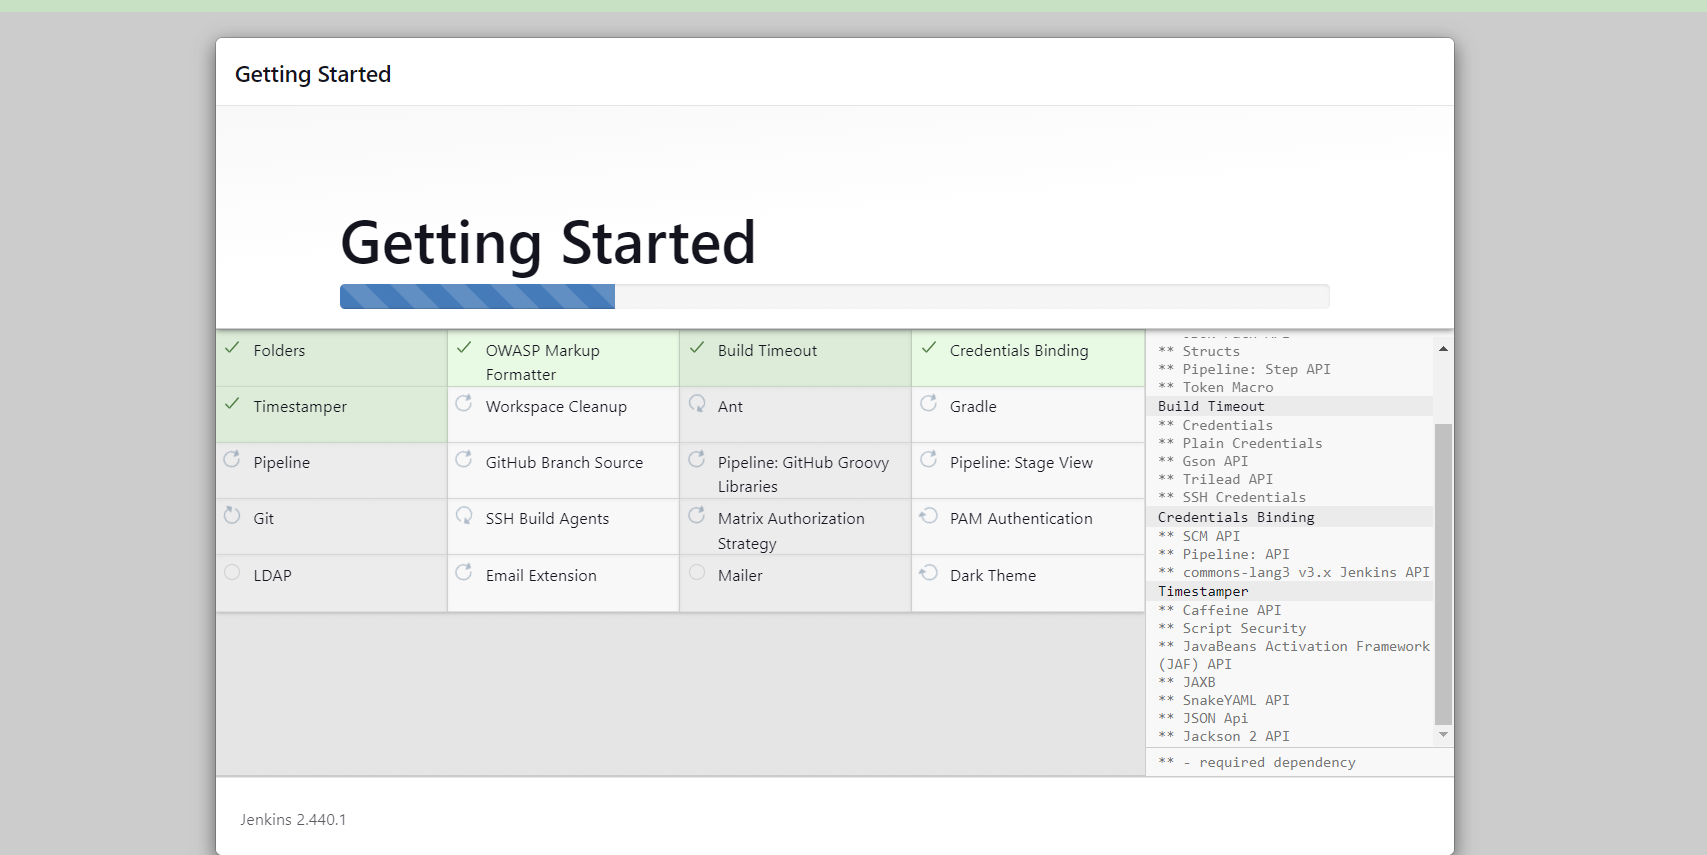 Getting Started
Getting Started
Folders
OWASP Markup
Formatter
Build Timeout
Credentials Binding
Timestamper
Workspace Cleanup
Ant
Gradle
Pipeline
GitHub Branch Source
Pipeline: GitHub Groovy
Libraries
Pipeline: Stage View
Git
SSH Build Agents
Matrix Authorization
Strategy
PAM Authentication
LDAP
Email Extension
Mailer
Dark Theme
** Structs
** Pipeline: Step API
** Token Macro
Build Timeout
** Credentials
** Plain Credentials
** Gson API
** Trilead API
** SSH Credentials
Credentials Binding
** SCM API
** Pipeline: API
** commons-lang3 v3.x Jenkins API
Timestamper
** Caffeine API
** Script Security
** JavaBeans Activation Framework
(JAF) API
** JAXB
** SnakeYAML API
** JSON Api
** Jackson 2 API
** - required dependency
Jenkins 2.440.1